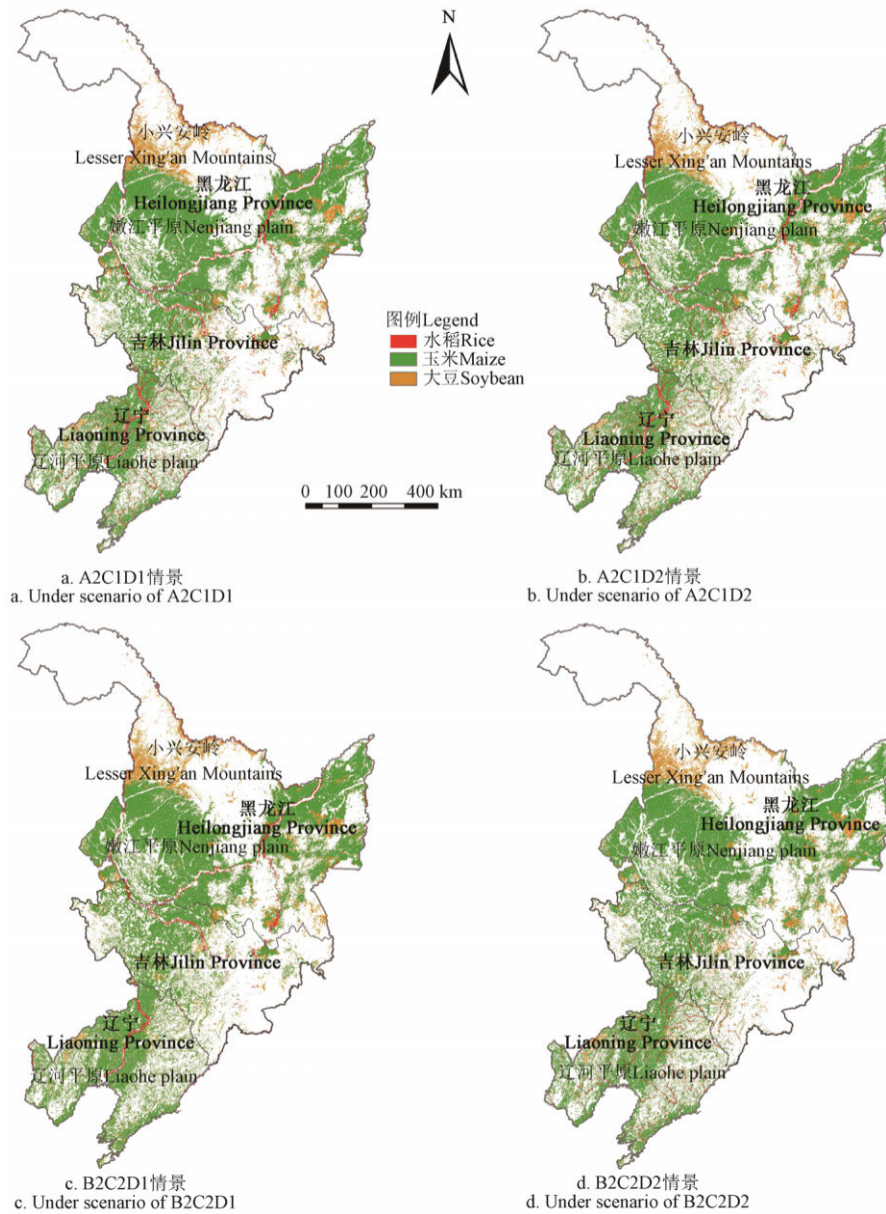 N
小兴安岭
Lesser Xing'an Mountains
黑龙江
Heilongjiang Province
嫩江平原Nenjiang plain
吉林Jilin Province
辽宁
Liaoning Province
辽河平原Liaohe plain
小兴安岭
Lesser Xing'an Mountains
黑龙江
Heilongjiang Province
嫩江平原Nenjiang plain
吉林Jilin Province
辽宁
Liaoning Province
辽河平原Liaohe plain
图例Legend
水稻Rice
玉米Maize
大豆Soybean
0 100 200 400 km
a. A2C1D1情景
a. Under scenario of A2C1D1
b. A2C1D2情景
b. Under scenario of A2C1D2
小兴安岭
Lesser Xing'an Mountains
黑龙江
Heilongjiang Province
嫩江平原Nenjiang plain
吉林Jilin Province
辽宁
Liaoning Province
辽河平原Liaohe plain
小兴安岭
Lesser Xing'an Mountains
黑龙江
Heilongjiang Province
嫩江平原Nenjiang plain
吉林Jilin Province
辽宁
Liaoning Province
辽河平原Liaohe plain
c. B2C2D1情景
c. Under scenario of B2C2D1
d. B2C2D2情景
d. Under scenario of B2C2D2